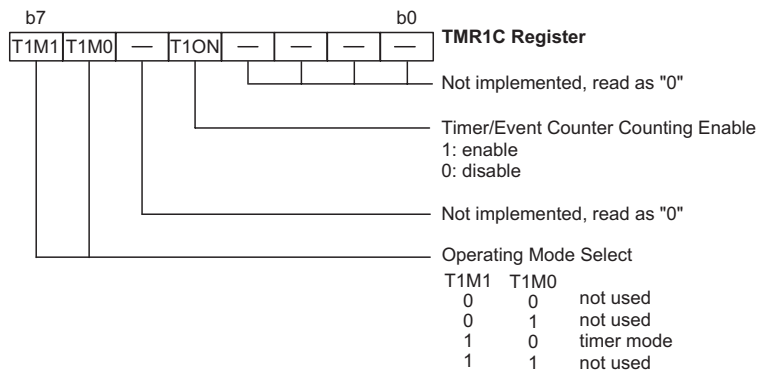 b7 b0
TMR1C Register
T1M1 T1M0 — T1ON — — — —
Not implemented, read as "0"
Timer/Event Counter Counting Enable
1: enable
0: disable
Not implemented, read as "0"
Operating Mode Select
T1M1 T1M0
0 0 not used
0 1 not used
1 0 timer mode
1 1 not used